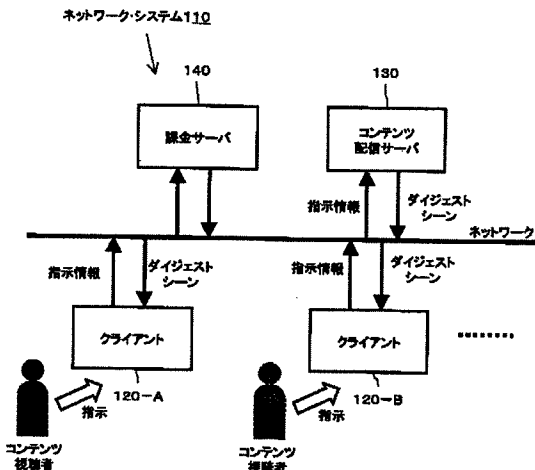 ネットワーク・システム110
140
130
課金サーバ
コンテンツ
配信サーバ
指示情報
ダイジェスト
シーン
ネットワーク
指示情報
ダイジェスト
シーン
指示情報
ダイジェスト
シーン
クライアント
クライアント
120-A
指示
120~B
指示
コンテンツ
視聴者
コンテンツ
視聴者